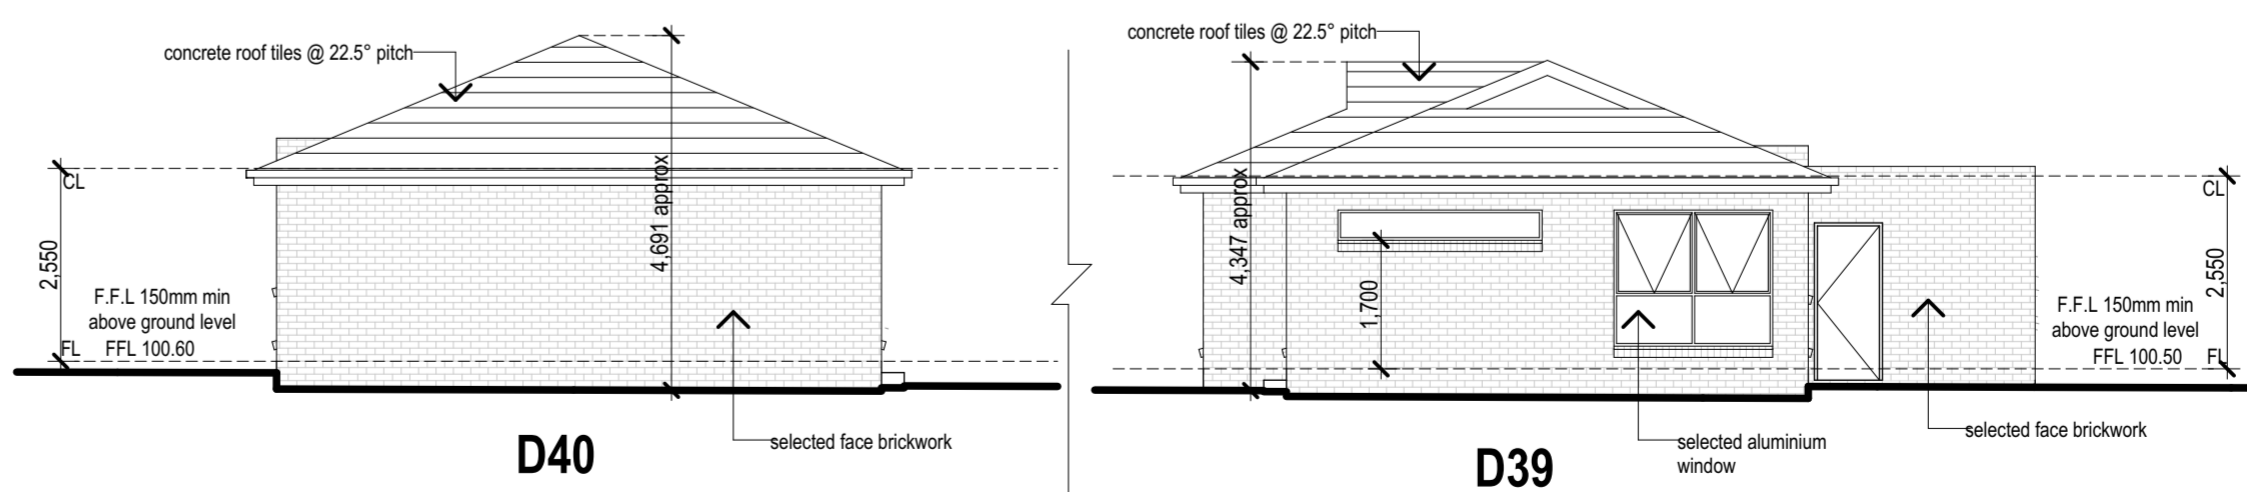 concrete roof tiles @ 22.5° pitch
4,691 approx
CL
2,550
F.F.L 150mm min
above ground level
FL FFL 100.60
selected face brickwork
D40
concrete roof tiles @ 22.5° pitch
4,347 approx
1,700
CL
2,550
F.F.L 150mm min
above ground level
FFL 100.50 FL
selected aluminium
window
selected face brickwork
D39